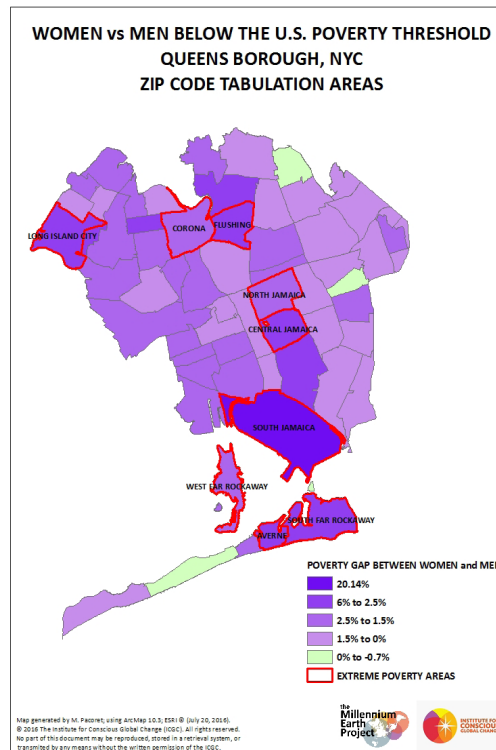 WOMEN vs MEN BELOW THE U.S. POVERTY THRESHOLD
QUEENS BOROUGH, NYC
ZIP CODE TABULATION AREAS
LONG ISLAND CITY
CORONA
FLUSHING
NORTH JAMAICA
CENTRAL JAMAICA
SOUTH JAMAICA
WEST FAR ROCKAWAY
SOUTH FAR ROCKAWAY
AVERNE
POVERTY GAP BETWEEN WOMEN and MEN
20.14%
6% to 2.5%
2.5% to 1.5%
1.5% to 0%
0% to -0.7%
EXTREME POVERTY AREAS
Map generated by M. Pacoret; using ArcMap 10.3; ESRI @ (July 20, 2016).
© 2016 The Institute for Conscious Global Change (ICGC). All rights reserved.
No part of this document may be reproduced, stored in a retrieval system, or
transmitted by any means without the written permission of the ICGC.
the
Millennium
Earth
Project
INSTITUTE FOR
CONSCIOUS
GLOBAL CHANGE